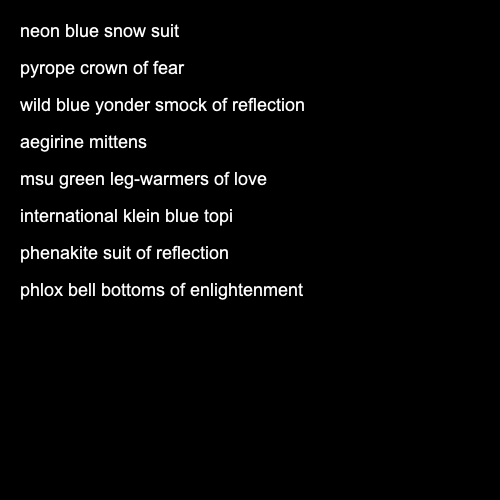 neon blue snow suit
pyrope crown of fear
wild blue yonder smock of reflection
aegirine mittens
msu green leg-warmers of love
international klein blue topi
phenakite suit of reflection
phlox bell bottoms of enlightenment